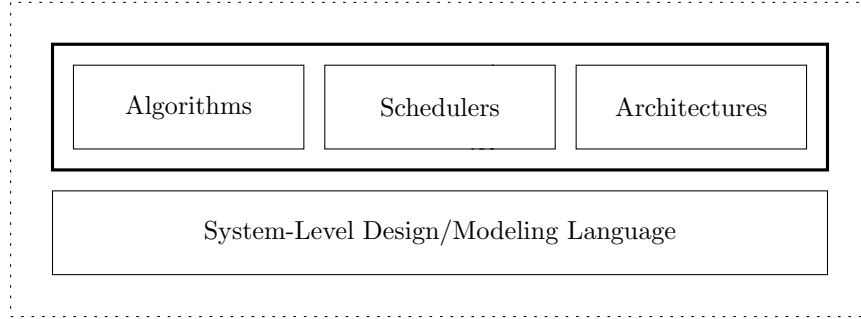 Algorithms
Schedulers
Architectures
System-Level Design/Modeling Language